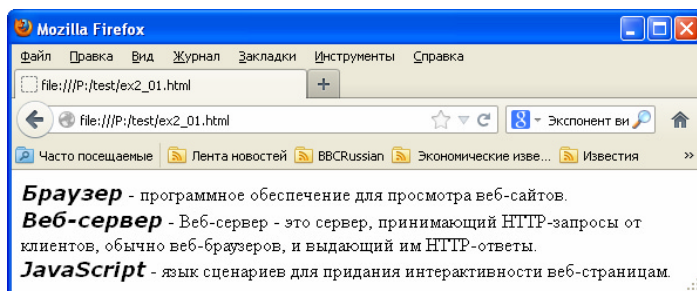 Mozilla Firefox
Файл Правка Вид Журнал Закладки Инструменты Справка
file:///P:/test/ex2_01.html
file:///P:/test/ex2_01.html Экспонент ви
Часто посещаемые Лента новостей BBCRussian Экономические изве... Известия »
Браузер - программное обеспечение для просмотра веб-сайтов.
Веб-сервер - Веб-сервер - это сервер, принимающий HTTP-запросы от
клиентов, обычно веб-браузеров, и выдающий им HTTP-ответы.
JavaScript - язык сценариев для придания интерактивности веб-страницам.